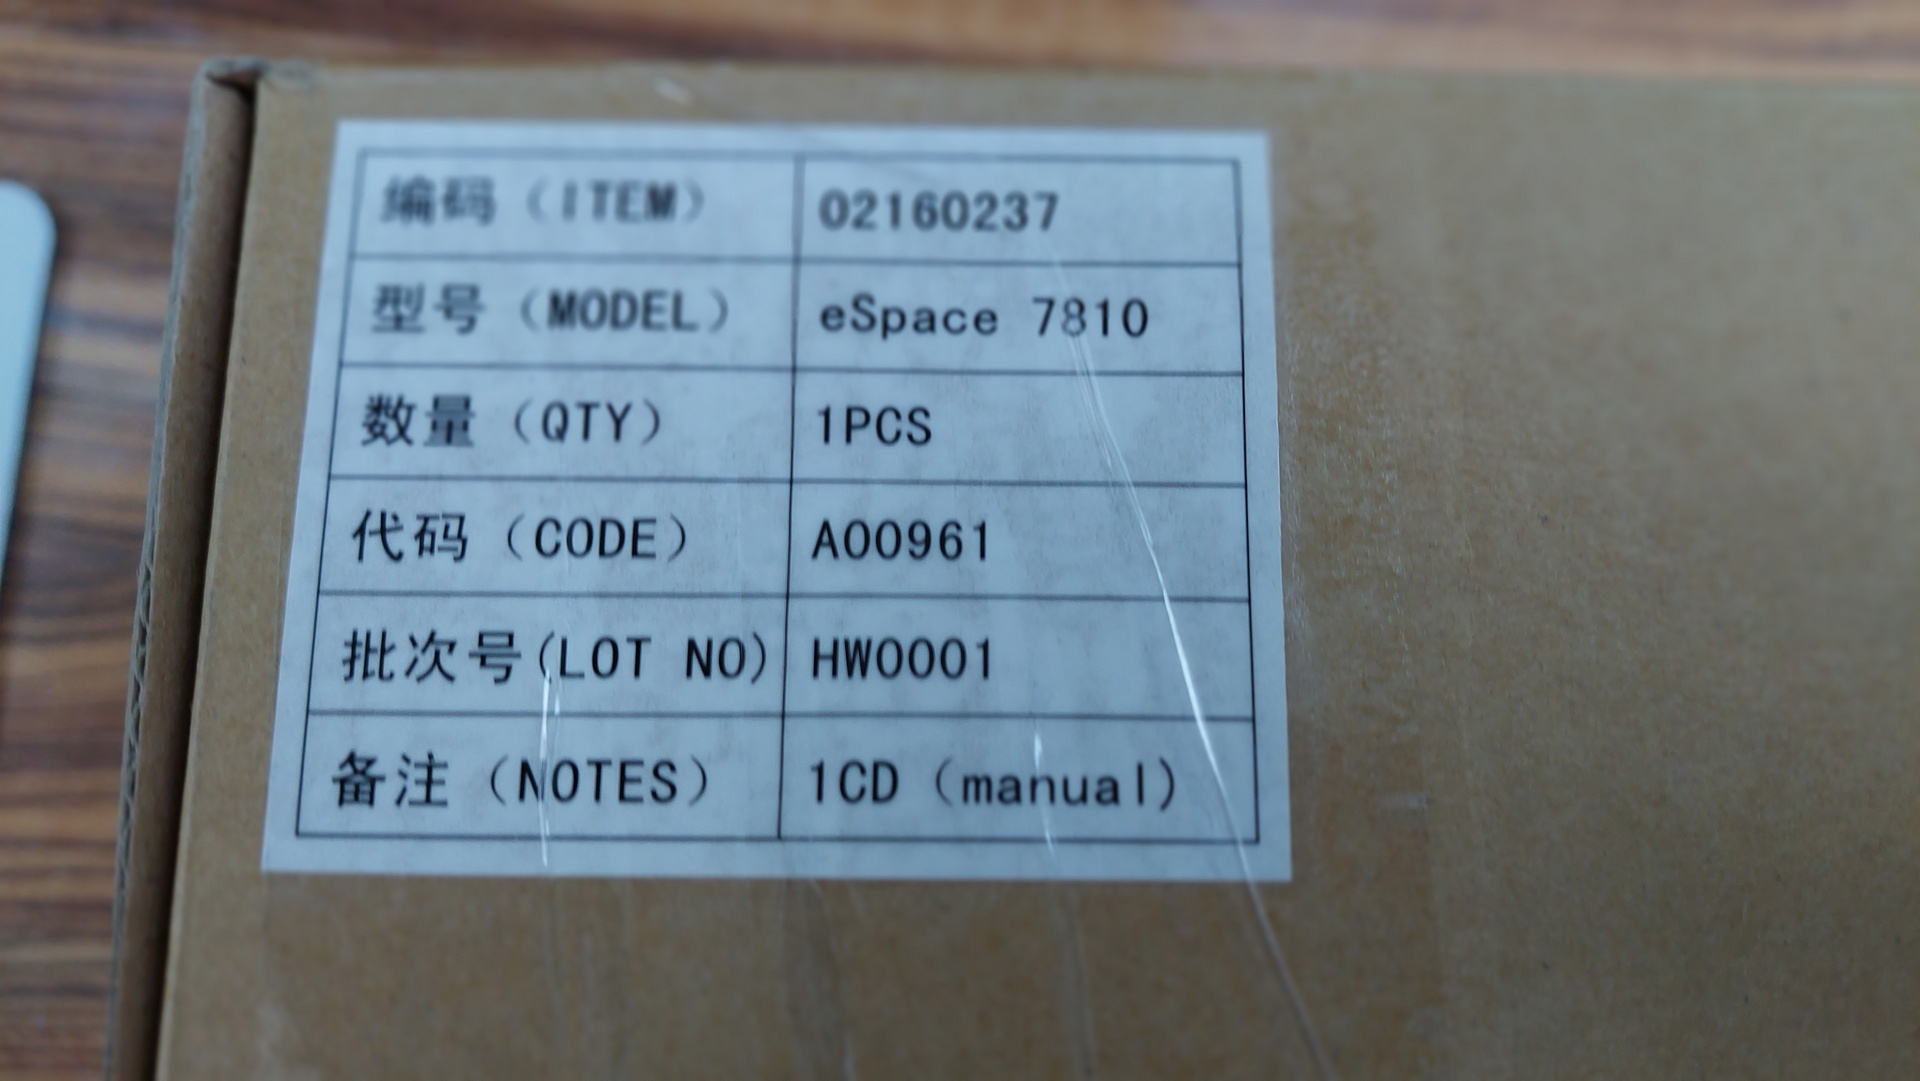 编码（ITEM） 02160237
型号（MODEL） eSpace 7810
数量（QTY） 1PCS
代码（CODE） A00961
批次号(LOT NO) HW0001
备注（NOTES） 1CD（manual)